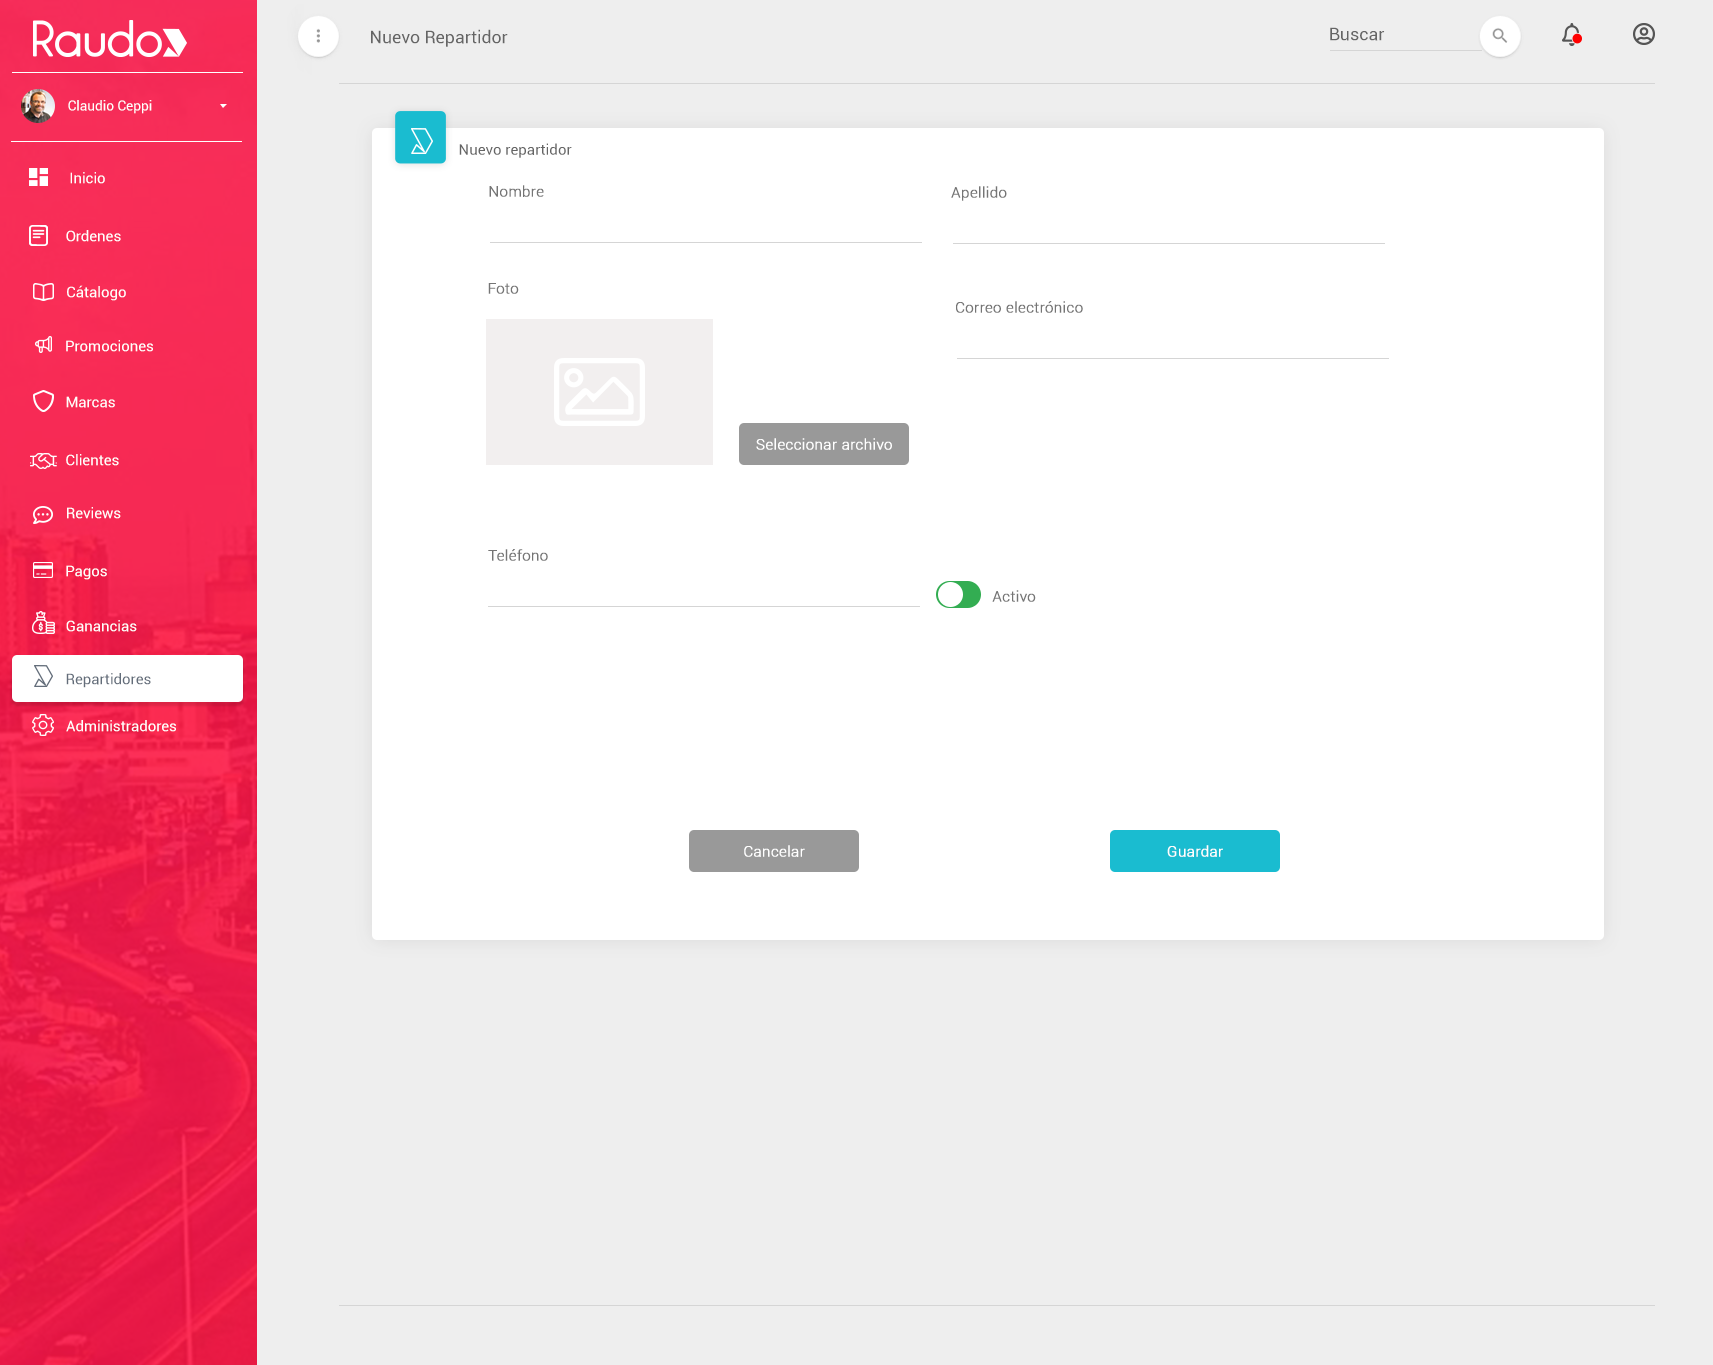 Raudo
Claudio Ceppi
Inicio
Ordenes
Cátalogo
Promociones
Marcas
Clientes
Reviews
Pagos
Ganancias
Repartidores
Administradores
Nuevo Repartidor
Buscar
Nuevo repartidor
Nombre
Apellido
Foto
Correo electrónico
Seleccionar archivo
Teléfono
Activo
Cancelar
Guardar